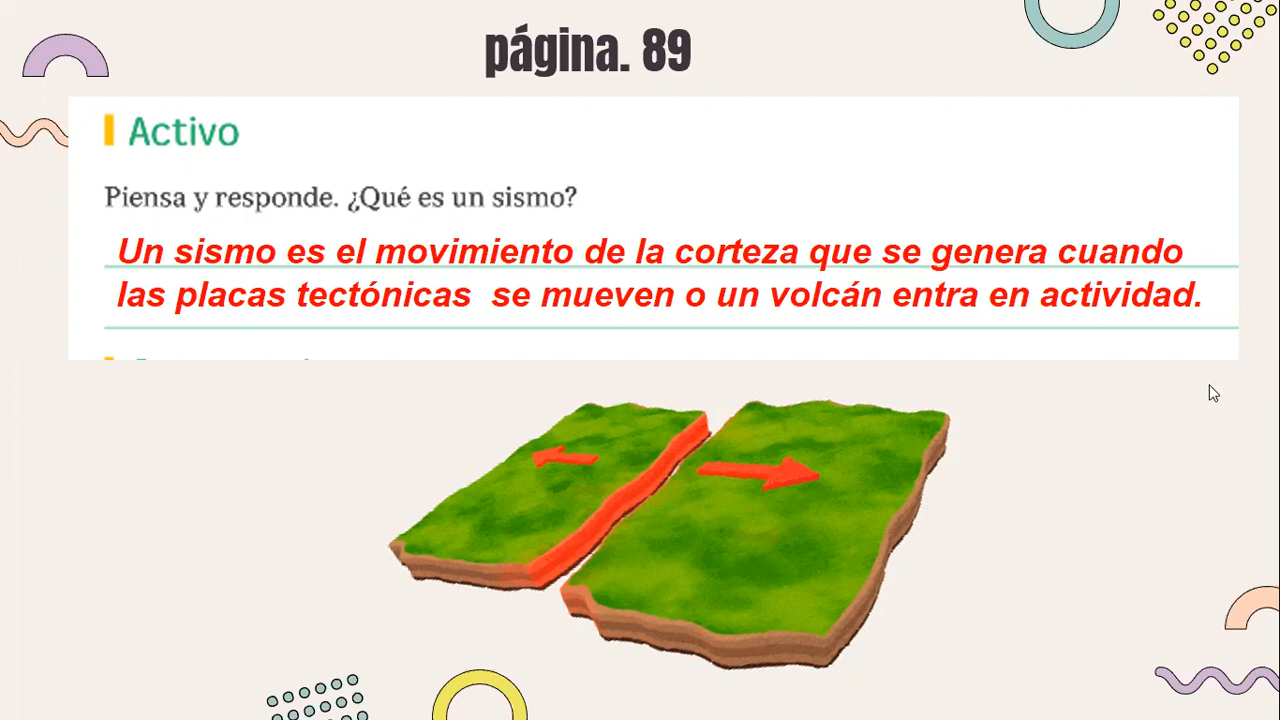 página. 89
Activo
Piensa y responde. ¿Qué es un sismo?
Un sismo es el movimiento de la corteza que se genera cuando
las placas tectónicas se mueven o un volcán entra en actividad.